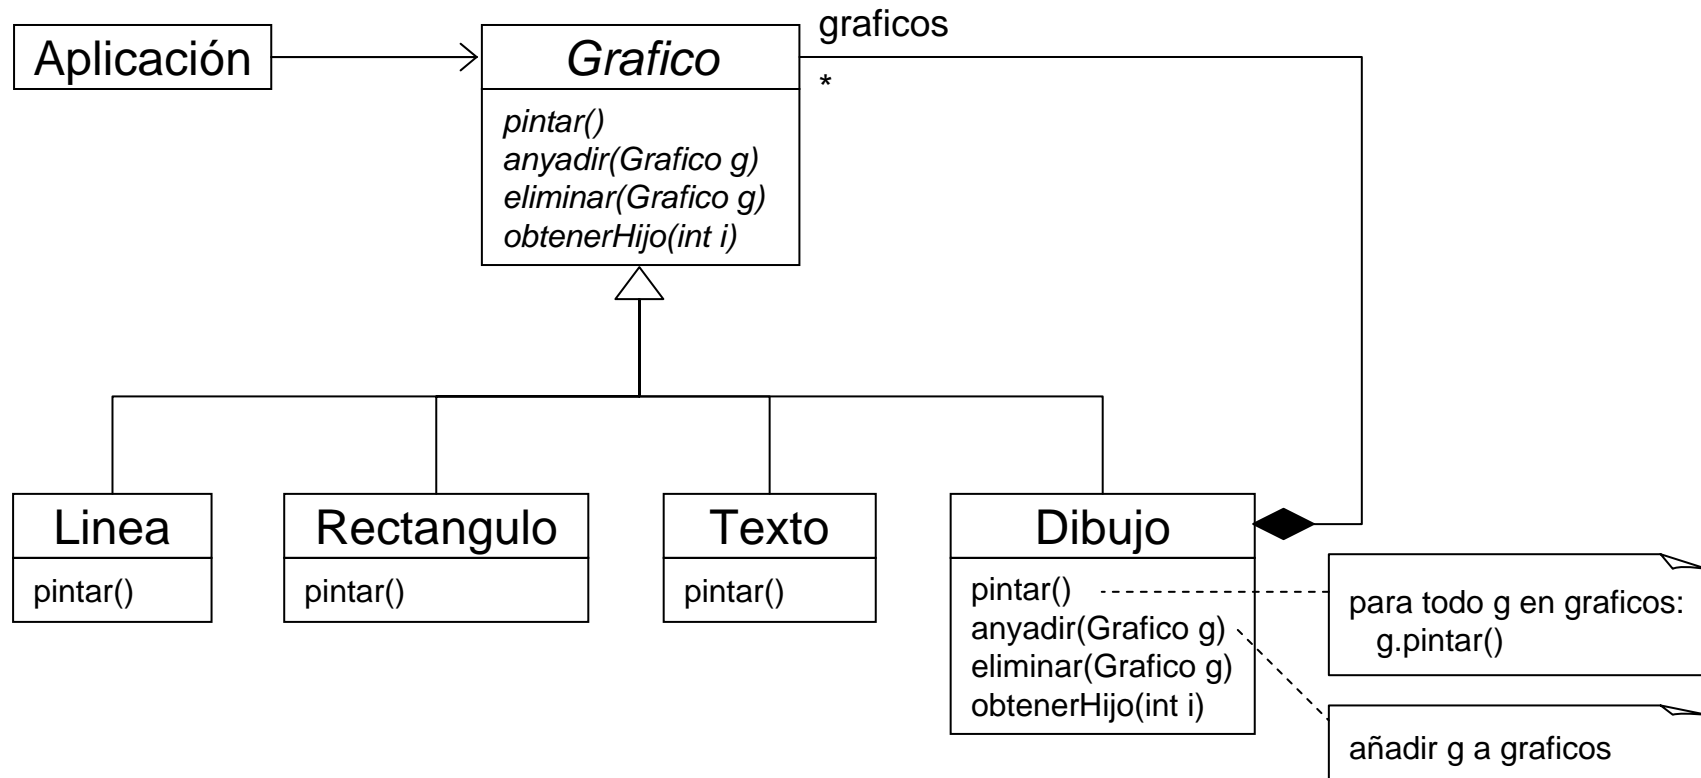 Aplicación
Grafico
graficos
*
pintar()
anyadir(Grafico g)
eliminar(Grafico g)
obtenerHijo(int i)
Linea
pintar()
Rectangulo
pintar()
Texto
pintar()
Dibujo
pintar()
anyadir(Grafico g)
eliminar(Grafico g)
obtenerHijo(int i)
para todo g en graficos:
g.pintar()
añadir g a graficos